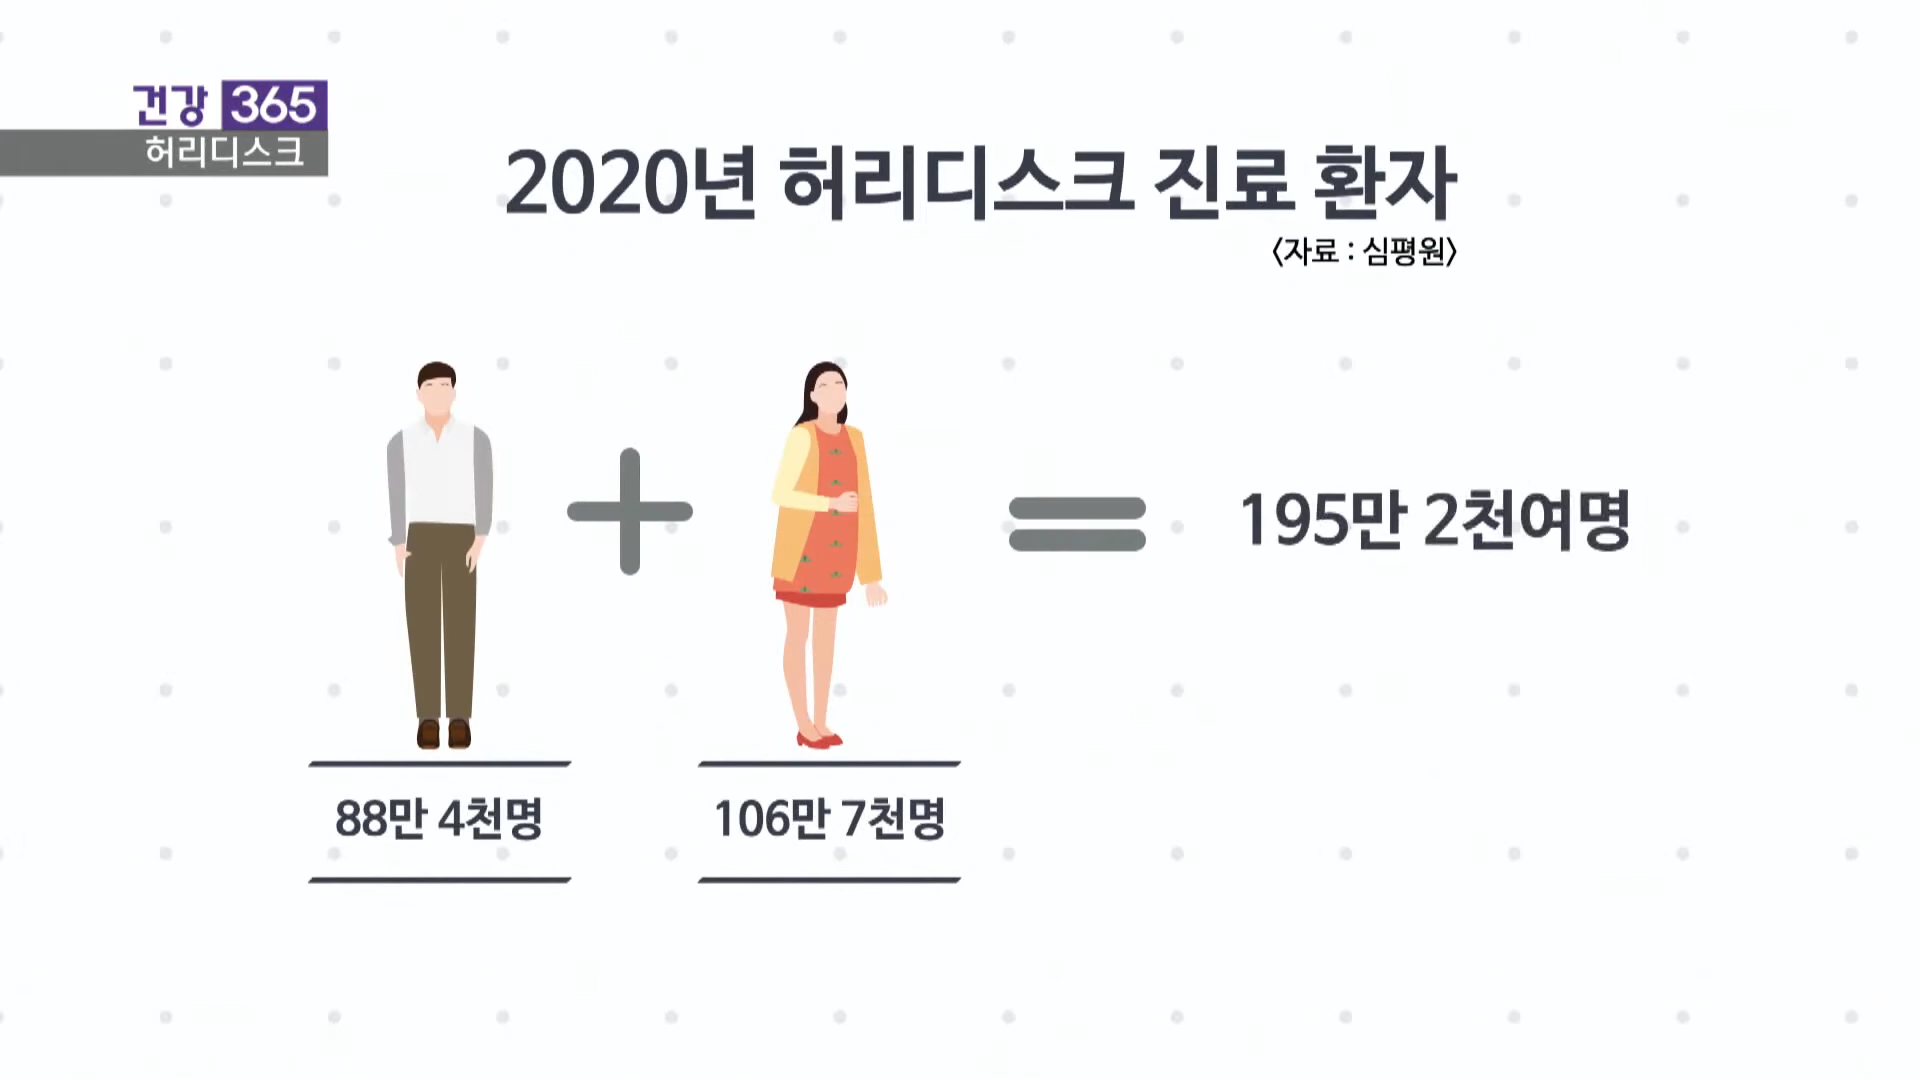 건강 365
허리디스크
2020년 허리디스크 진료 환자
<자료 : 심평원>
195만 2천여명
88만 4천명
106만 7천명